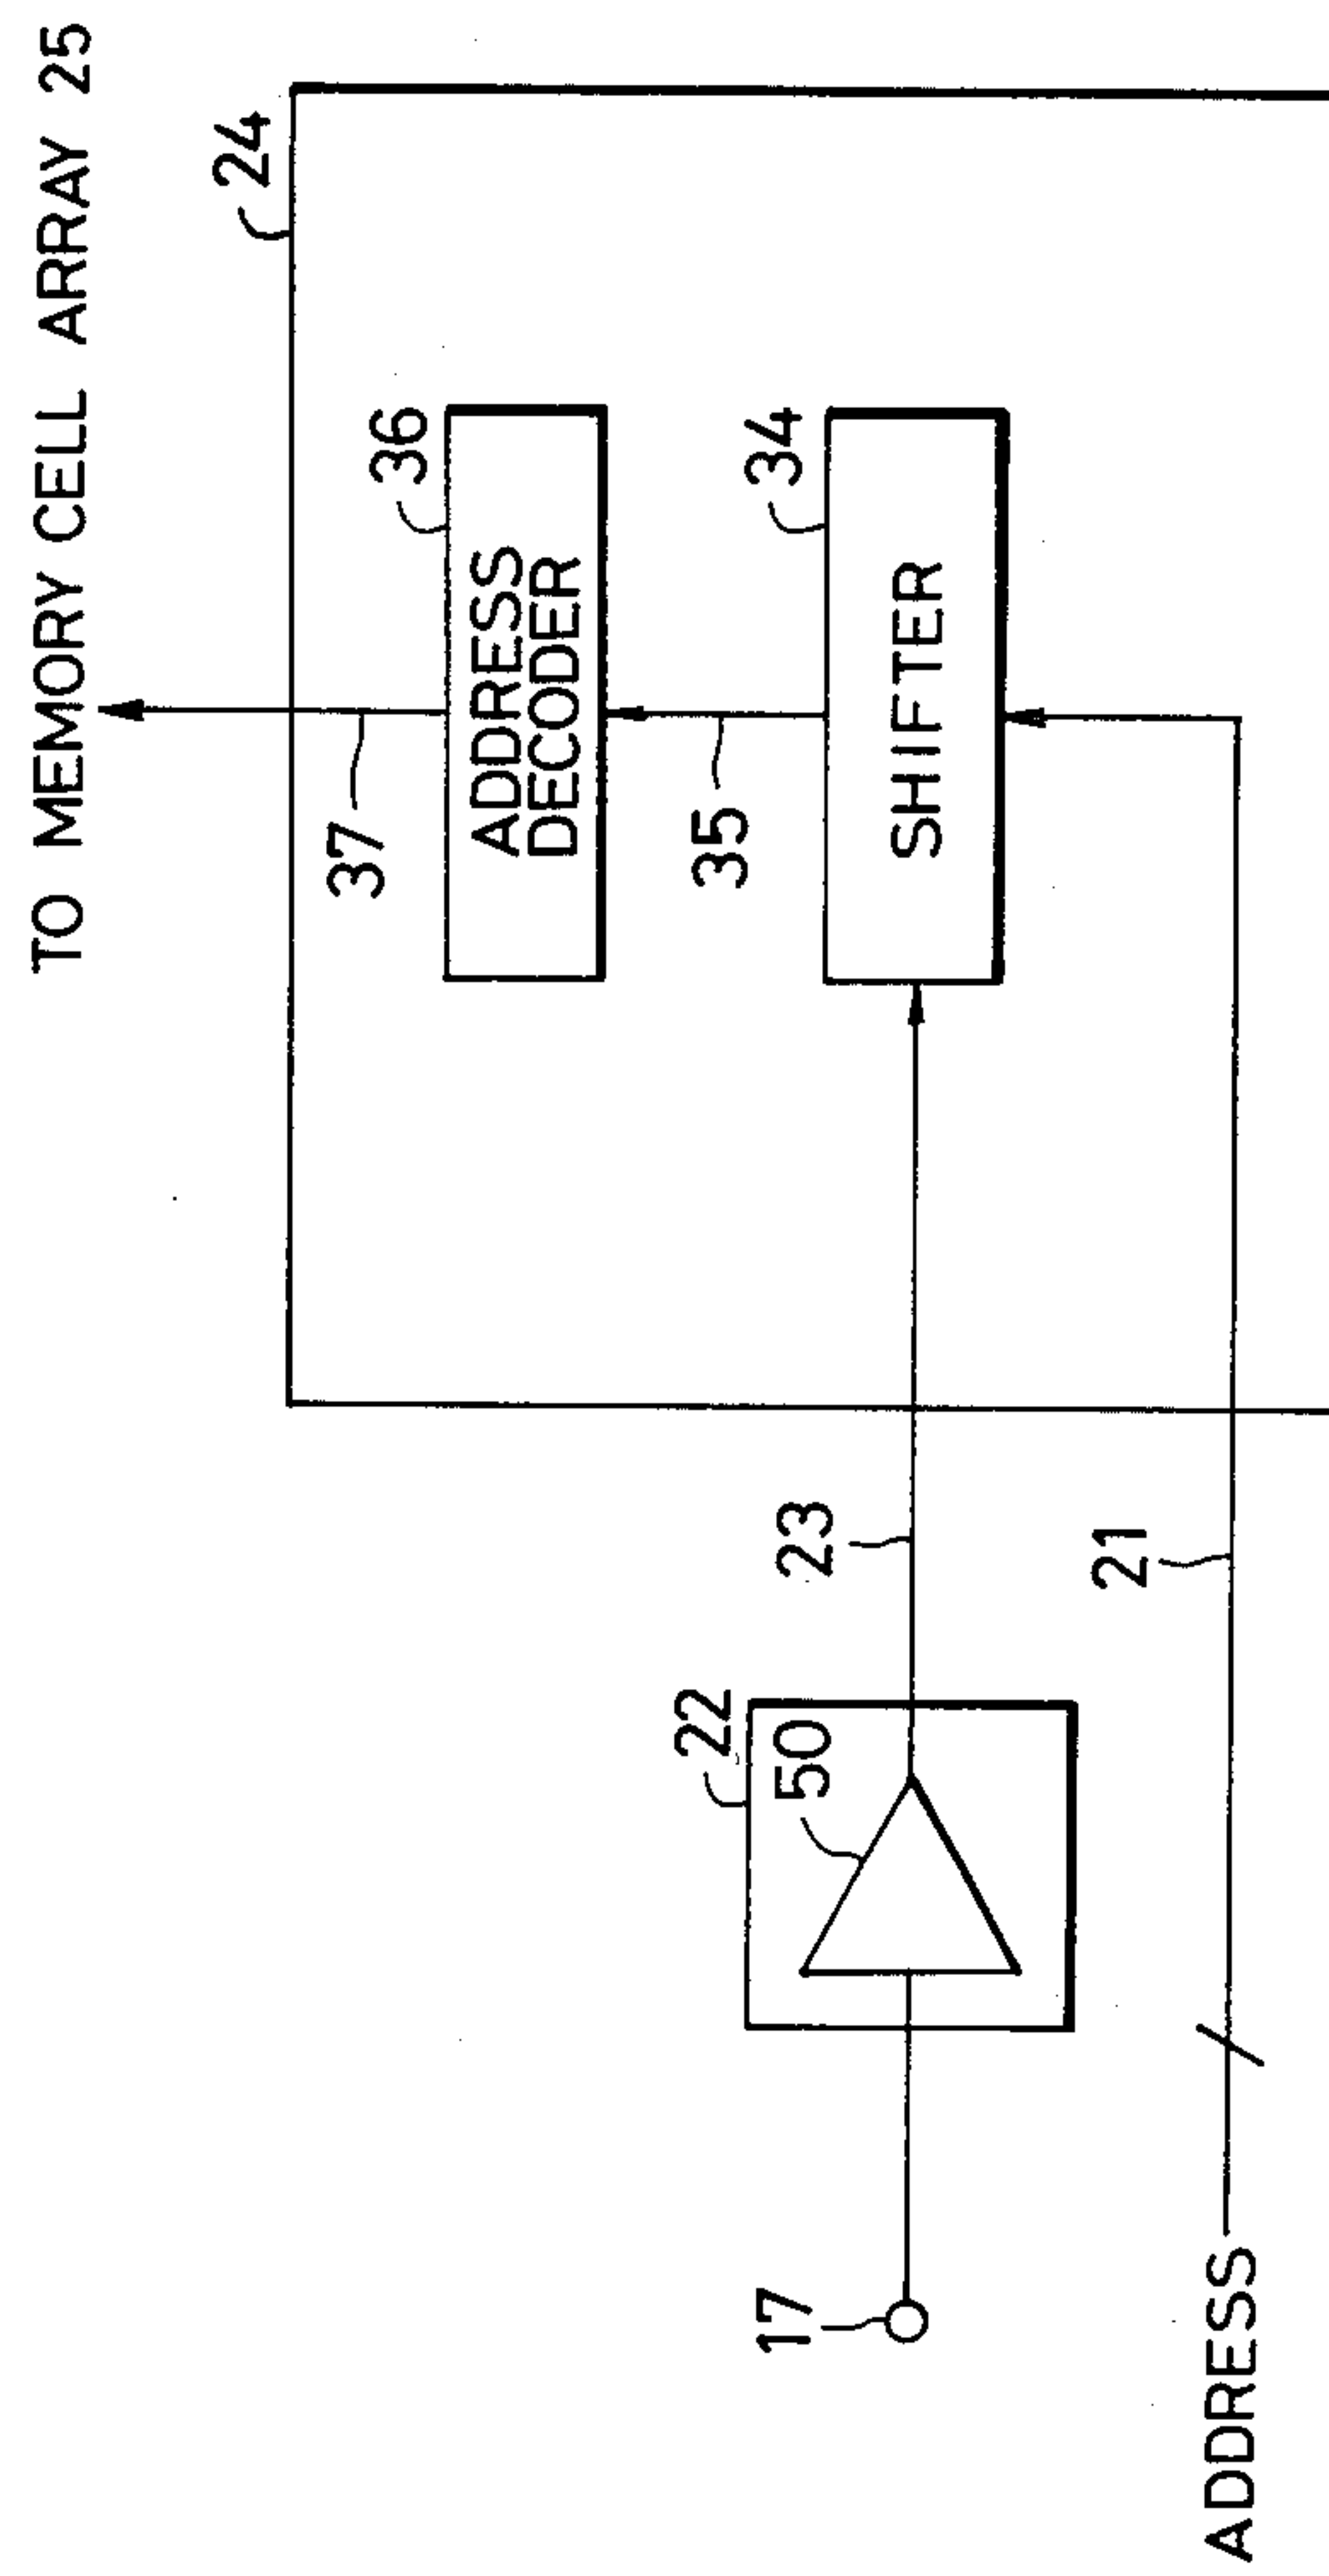 TO MEMORY CELL ARRAY 25
24
36
37
ADDRESS
DECODER
35
34
SHIFTER
22
50
23
17
21
ADDRESS